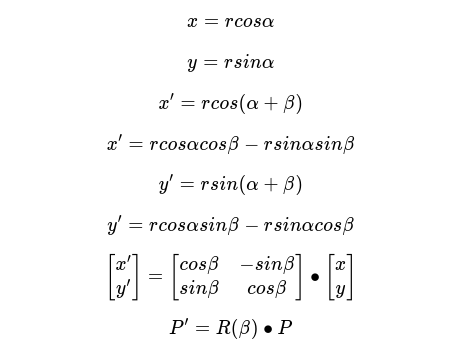 x = rcosα
y = rsinα
x′ = rcos(α + β)
x′ = rcosαcosβ − rsinαsinβ
y′ = rsin(α + β)
y′ = rcosαsinβ − rsinαcosβ
[x′ y′] = [cosβ −sinβ sinβ cosβ] • [x y]
P′ = R(β) • P